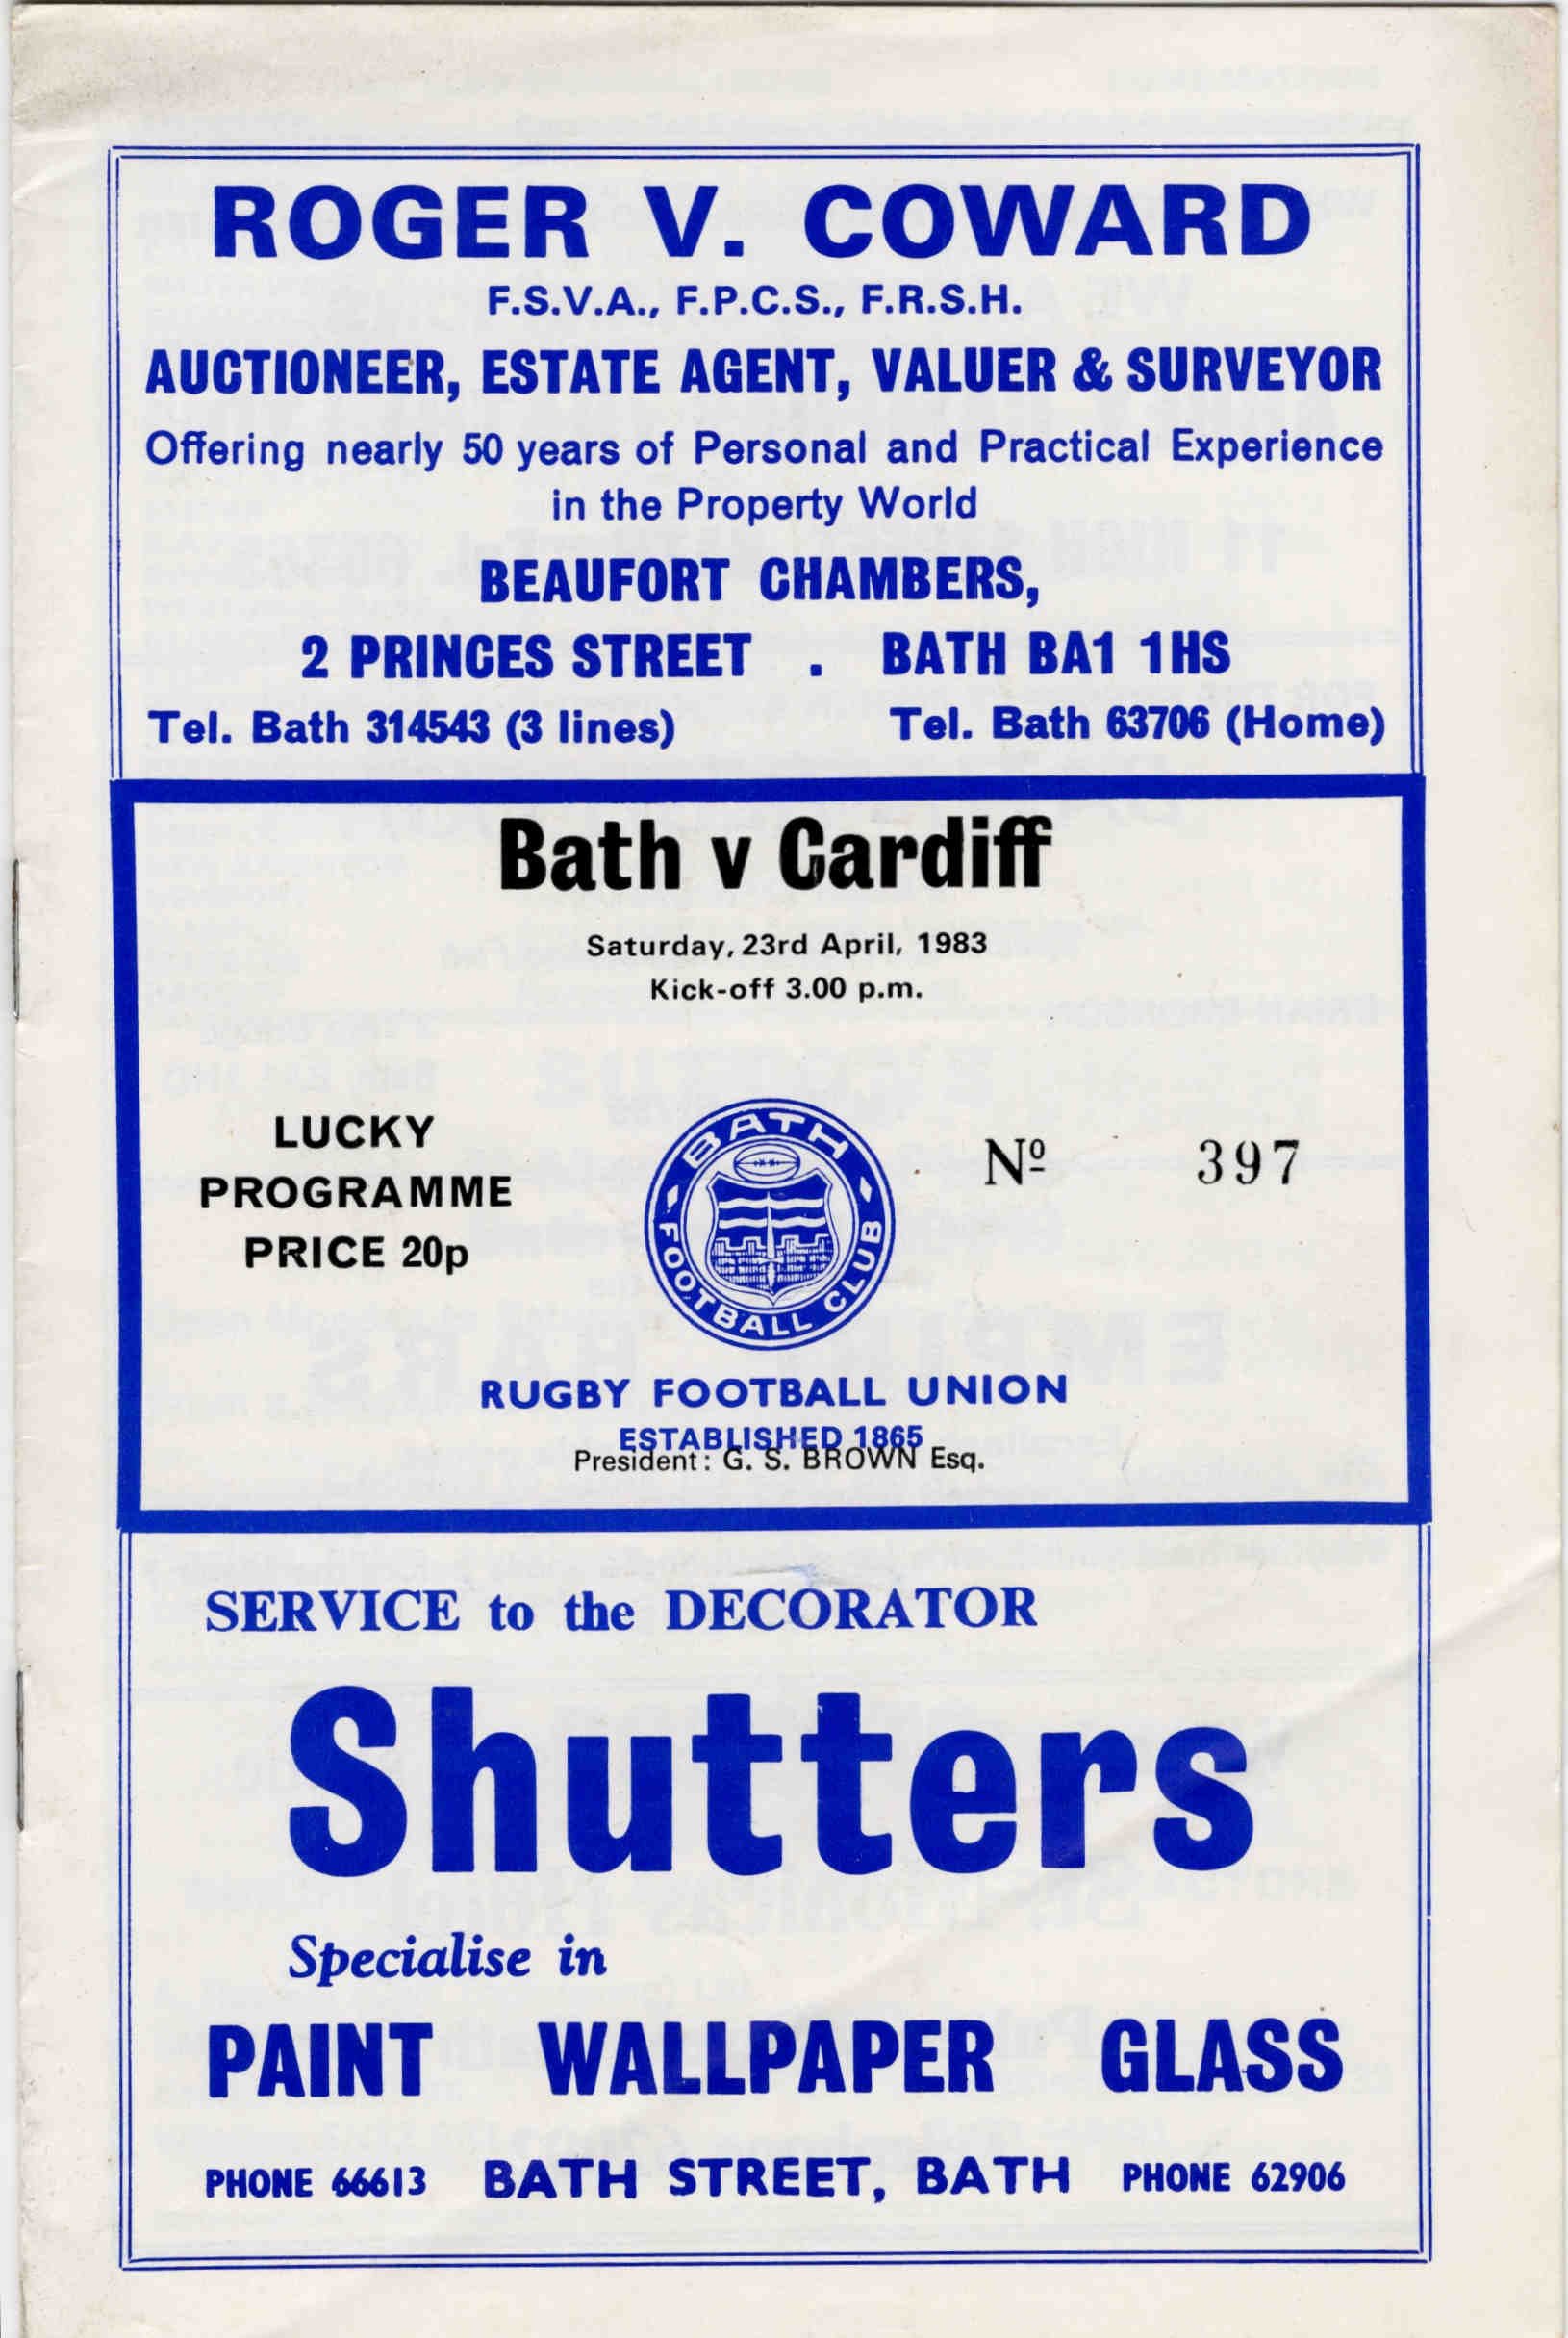 ROGER V. COWARD
F.S.V.A., F.P.C.S., F.R.S.H.
AUCTIONEER, ESTATE AGENT, VALUER & SURVEYOR
Offering nearly 50 years of Personal and Practical Experience
in the Property World
BEAUFORT CHAMBERS,
2 PRINCES STREET . BATH BA1 1HS
Tel. Bath 314543 (3 lines) Tel. Bath 63706 (Home)
Bath v Cardiff
Saturday, 23rd April, 1983
Kick-off 3.00 p.m.
LUCKY
PROGRAMME
PRICE 20p
BATH
FOOTBALL CLUB
Nº 397
RUGBY FOOTBALL UNION
ESTABLISHED 1865
President: G. S. BROWN Esq.
SERVICE to the DECORATOR
Shutters
Specialise in
PAINT WALLPAPER GLASS
PHONE 66613 BATH STREET, BATH PHONE 62906